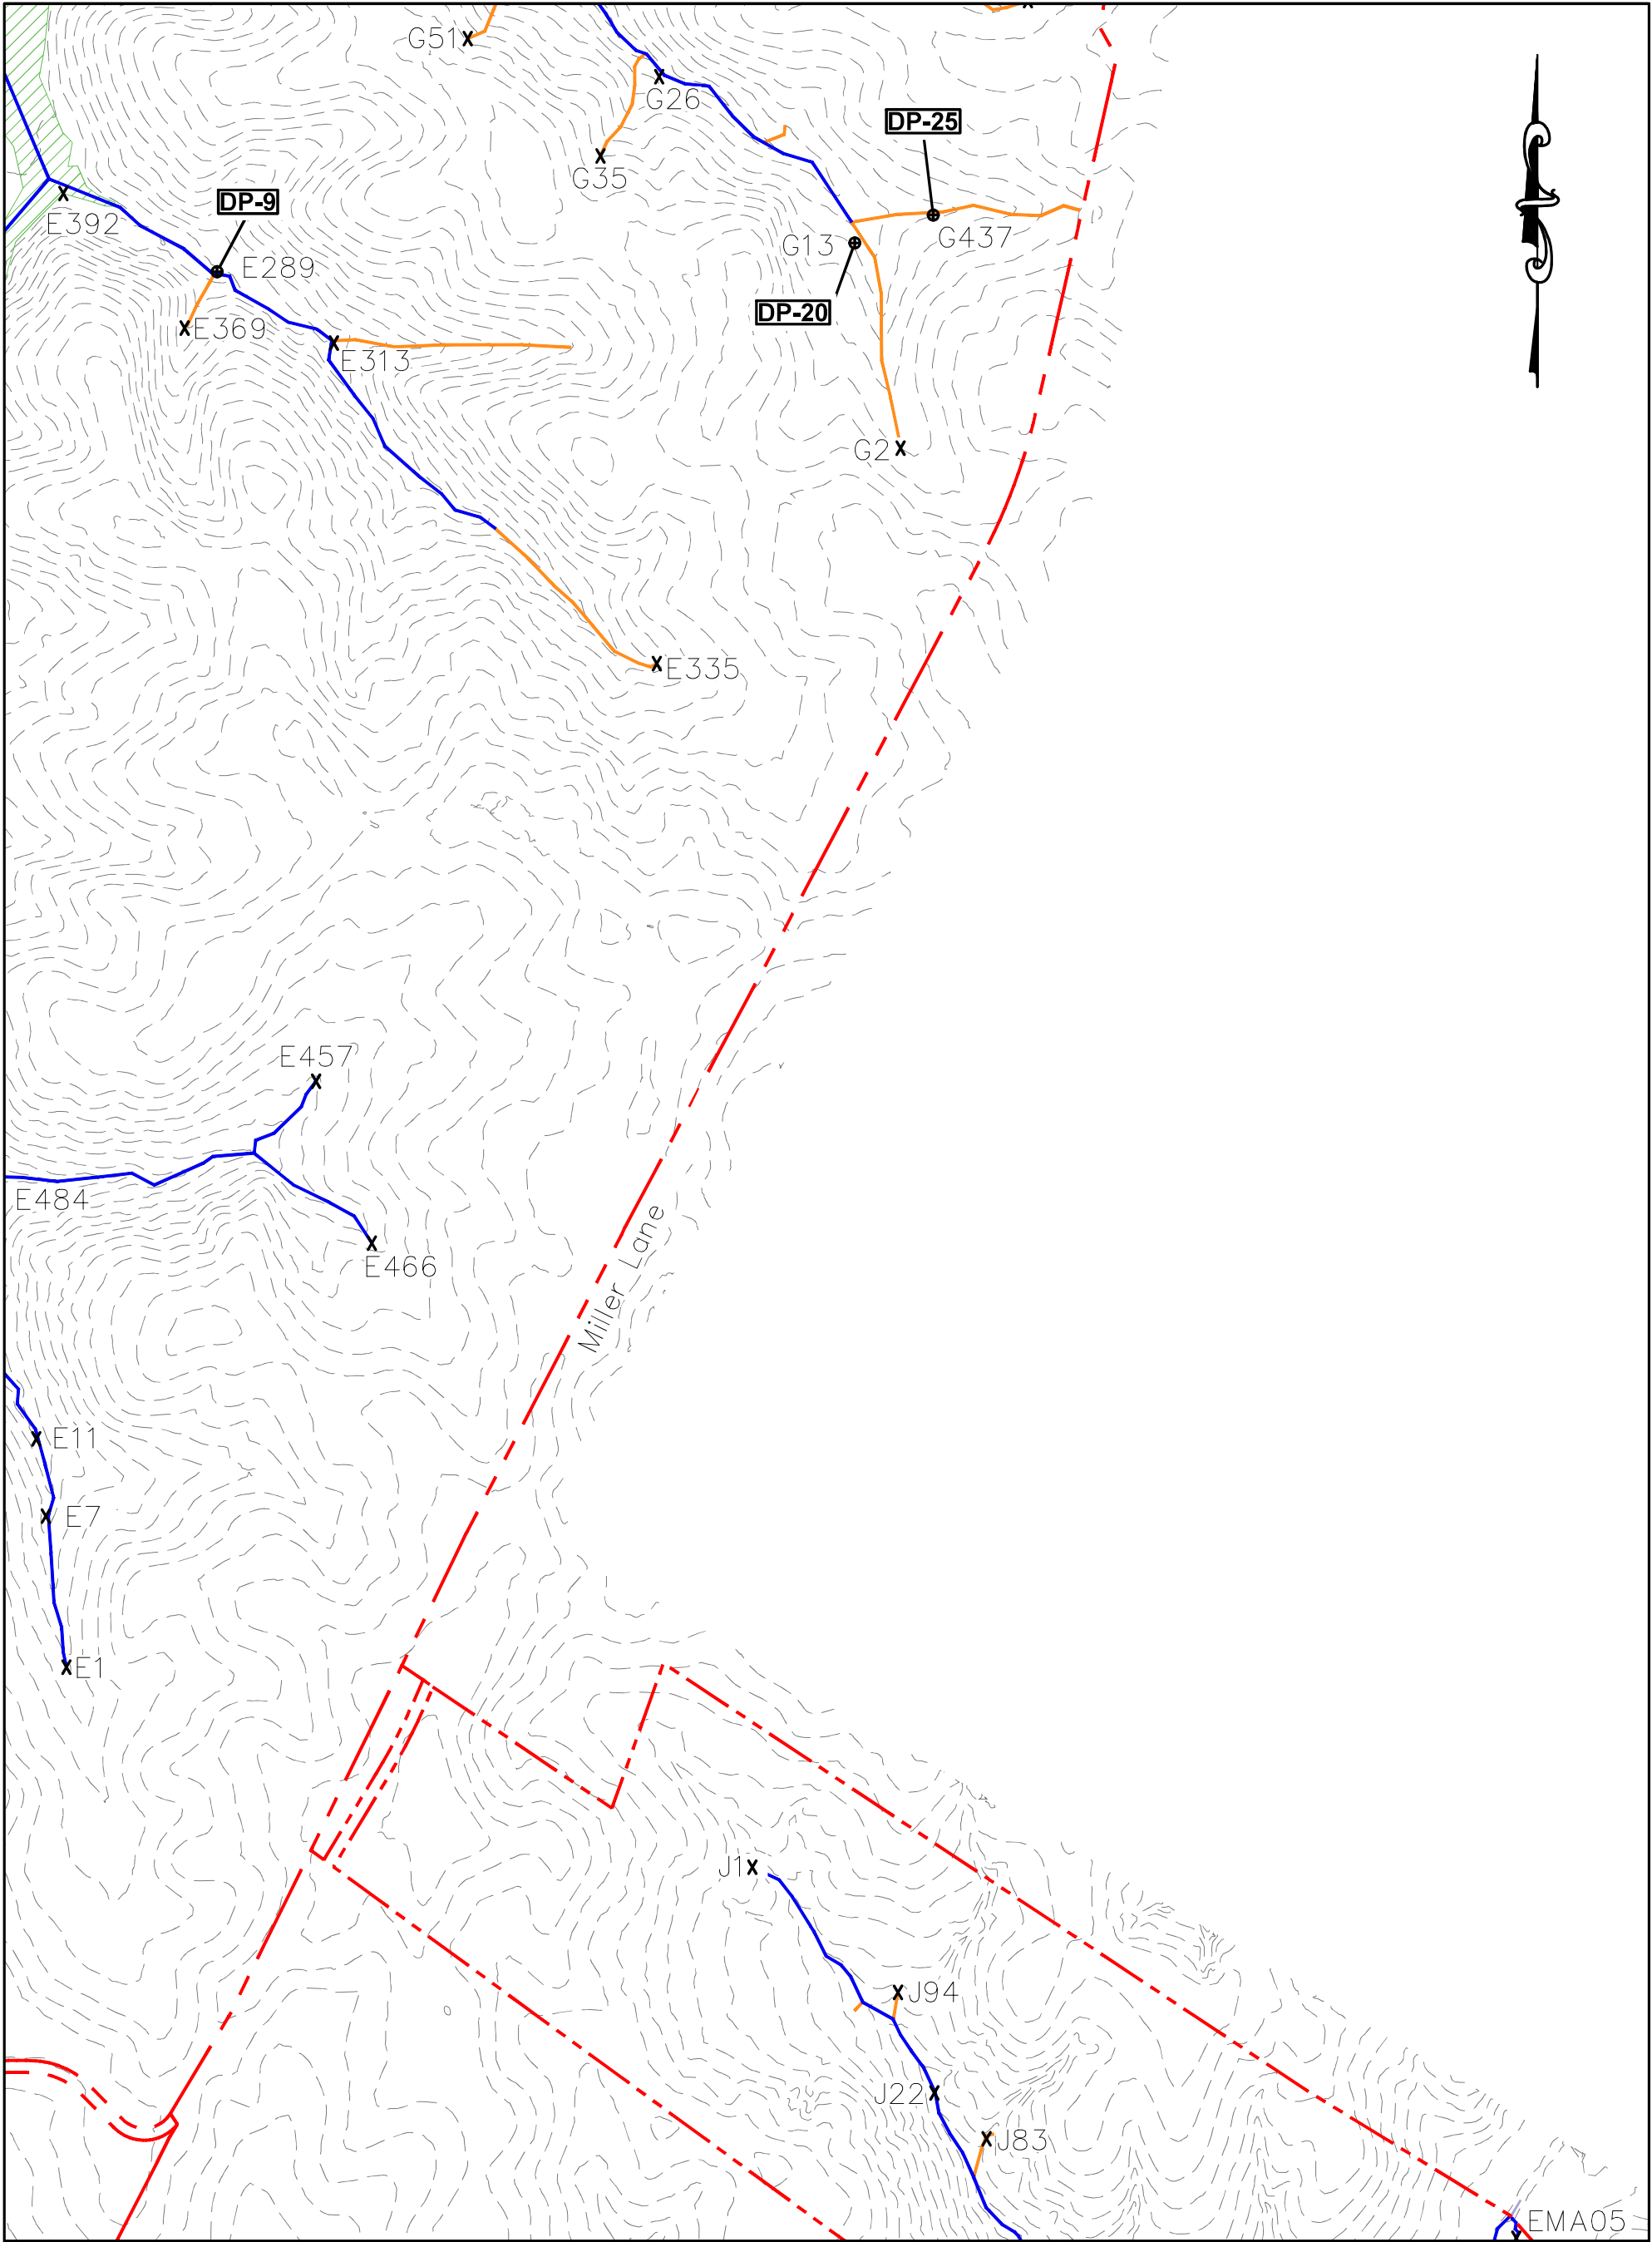 G51
G26
DP-25
G35
E392
DP-9
G13
G437
E289
DP-20
E369
E313
G2
E335
E457
E484
Miller Lane
E466
E11
E7
E1
J1
J94
J22
J83
EMA05